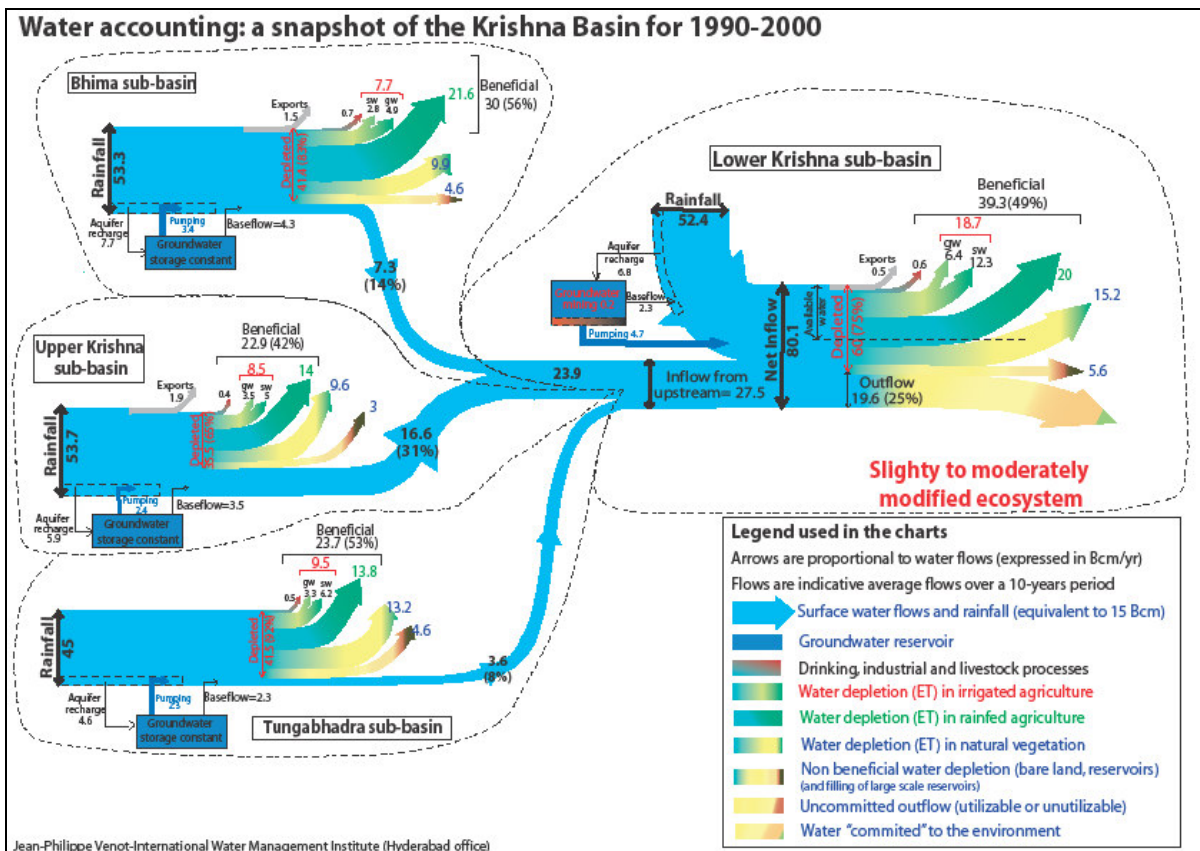 Water accounting: a snapshot of the Krishna Basin for 1990-2000
Bhima sub-basin
Exports
1.5
0.7
7.7
sw
2.8
gw
4.9
21.6
Beneficial
30 (56%)
Rainfall
53.3
Depleted
41.4 (83%)
9.9
4.6
Aquifer
recharge
7.7
Pumping
3.4
Baseflow=4.3
Groundwater
storage constant
7.3
(14%)
Upper Krishna
sub-basin
Beneficial
22.9 (42%)
Exports
1.9
0.4
8.5
gw
3.5
sw
5
14
9.6
3
Rainfall
53.7
Depleted
16.6
(31%)
Aquifer
recharge
5.9
Pumping
2.4
Baseflow=3.5
Groundwater
storage constant
Beneficial
23.7 (53%)
9.5
0.5
gw
3.3
sw
6.2
13.8
13.2
4.6
Rainfall
45
Depleted
41.5 (92%)
Aquifer
recharge
4.6
Pumping
2.3
Baseflow=2.3
Groundwater
storage constant
Tungabhadra sub-basin
3.6
(8%)
Lower Krishna sub-basin
Rainfall
52.4
Aquifer
recharge
6.8
Groundwater
Baseflow
2.3
Pumping 4.7
23.9
Inflow from
upstream= 27.5
Net Inflow
80.1
Beneficial
39.3(49%)
18.7
Exports
0.5
0.6
gw
6.4
sw
12.3
20
15.2
5.6
Available
water
Depleted
60 (75%)
Outflow
19.6 (25%)
Slighty to moderately
modified ecosystem
Legend used in the charts
Arrows are proportional to water flows (expressed in Bcm/yr)
Flows are indicative average flows over a 10-years period
Surface water flows and rainfall (equivalent to 15 Bcm)
Groundwater reservoir
Drinking, industrial and livestock processes
Water depletion (ET) in irrigated agriculture
Water depletion (ET) in rainfed agriculture
Water depletion (ET) in natural vegetation
Non beneficial water depletion (bare land, reservoirs)
(and filling of large scale reservoirs)
Uncommitted outflow (utilizable or unutilizable)
Water "commited" to the environment
Jean-Philippe Venot-International Water Management Institute (Hyderabad office)